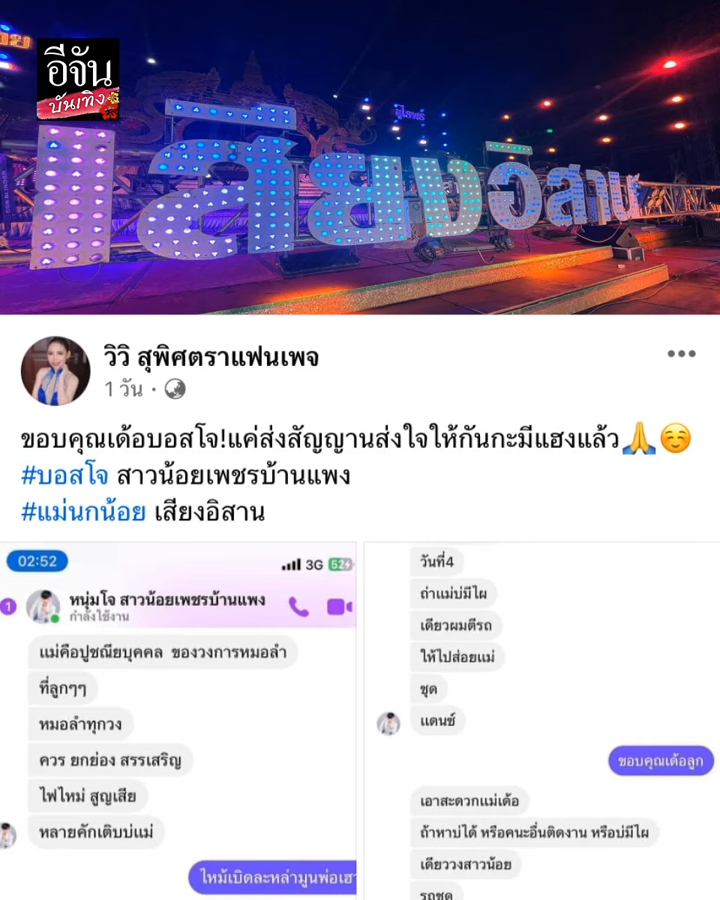 อีจัน
บันเทิง
เสียงอิสาน
วิวิ สุพิศตราแฟนเพจ
1 วัน ·
ขอบคุณเด้อบอสโจ!แค่ส่งสัญญานส่งใจให้กันกะมีแฮงแล้ว🙏☺️
#บอสโจ สาวน้อยเพชรบ้านแพง
#แม่นกน้อย เสียงอิสาน
02:52
3G 52
1
หนุ่มโจ สาวน้อยเพชรบ้านแพง
กำลังใช้งาน
แม่คือปูชณียบุคคล ของวงการหมอลำ
ที่ลูกๆๆ
หมอลำทุกวง
ควร ยกย่อง สรรเสริญ
ไฟไหม่ สูญเสีย
หลายคักเติบบ่แม่
ไหม้เบิดละหล่ามูนพ่อเฮา
วันที่4
ถ่าแม่บ่มีไผ
เดียวผมตีรถ
ให้ไปส่อยแม่
ชุด
แดนซ์
ขอบคุณเด้อลูก
เอาสะดวกแม่เด้อ
ถ้าหาบ่ได้ หรือคนะอื่นติดงาน หรือบ่มีไผ
เดียววงสาวน้อย
รถชุด